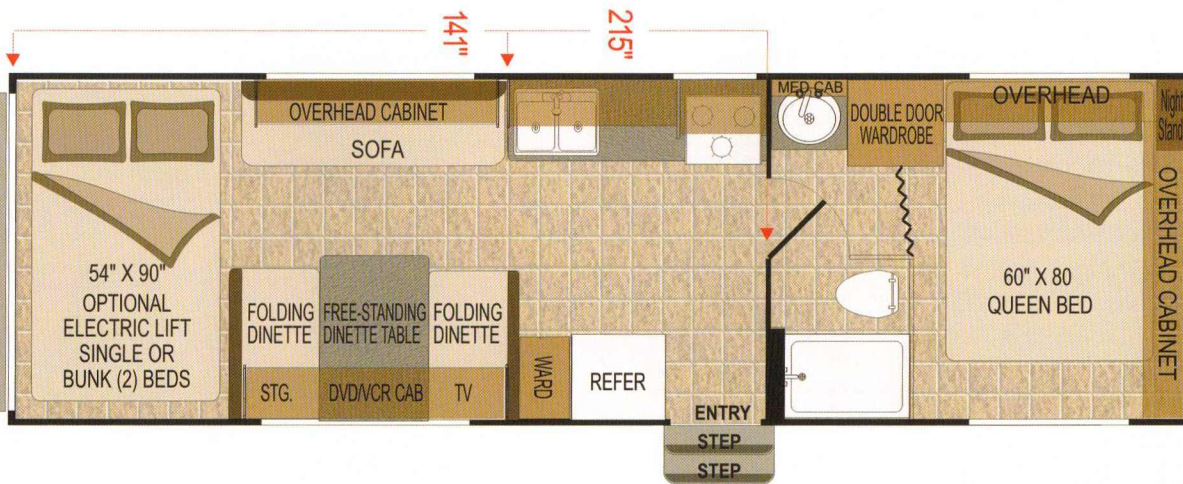 141"
215"
OVERHEAD CABINET
SOFA
MED CAB
DOUBLE DOOR
WARDROBE
OVERHEAD
Night
Stand
OVERHEAD CABINET
54" X 90"
OPTIONAL
ELECTRIC LIFT
SINGLE OR
BUNK (2) BEDS
FOLDING
DINETTE
FREE-STANDING
DINETTE TABLE
FOLDING
DINETTE
STG.
DVD/VCR CAB
TV
WARD
REFER
60" X 80
QUEEN BED
ENTRY
STEP
STEP